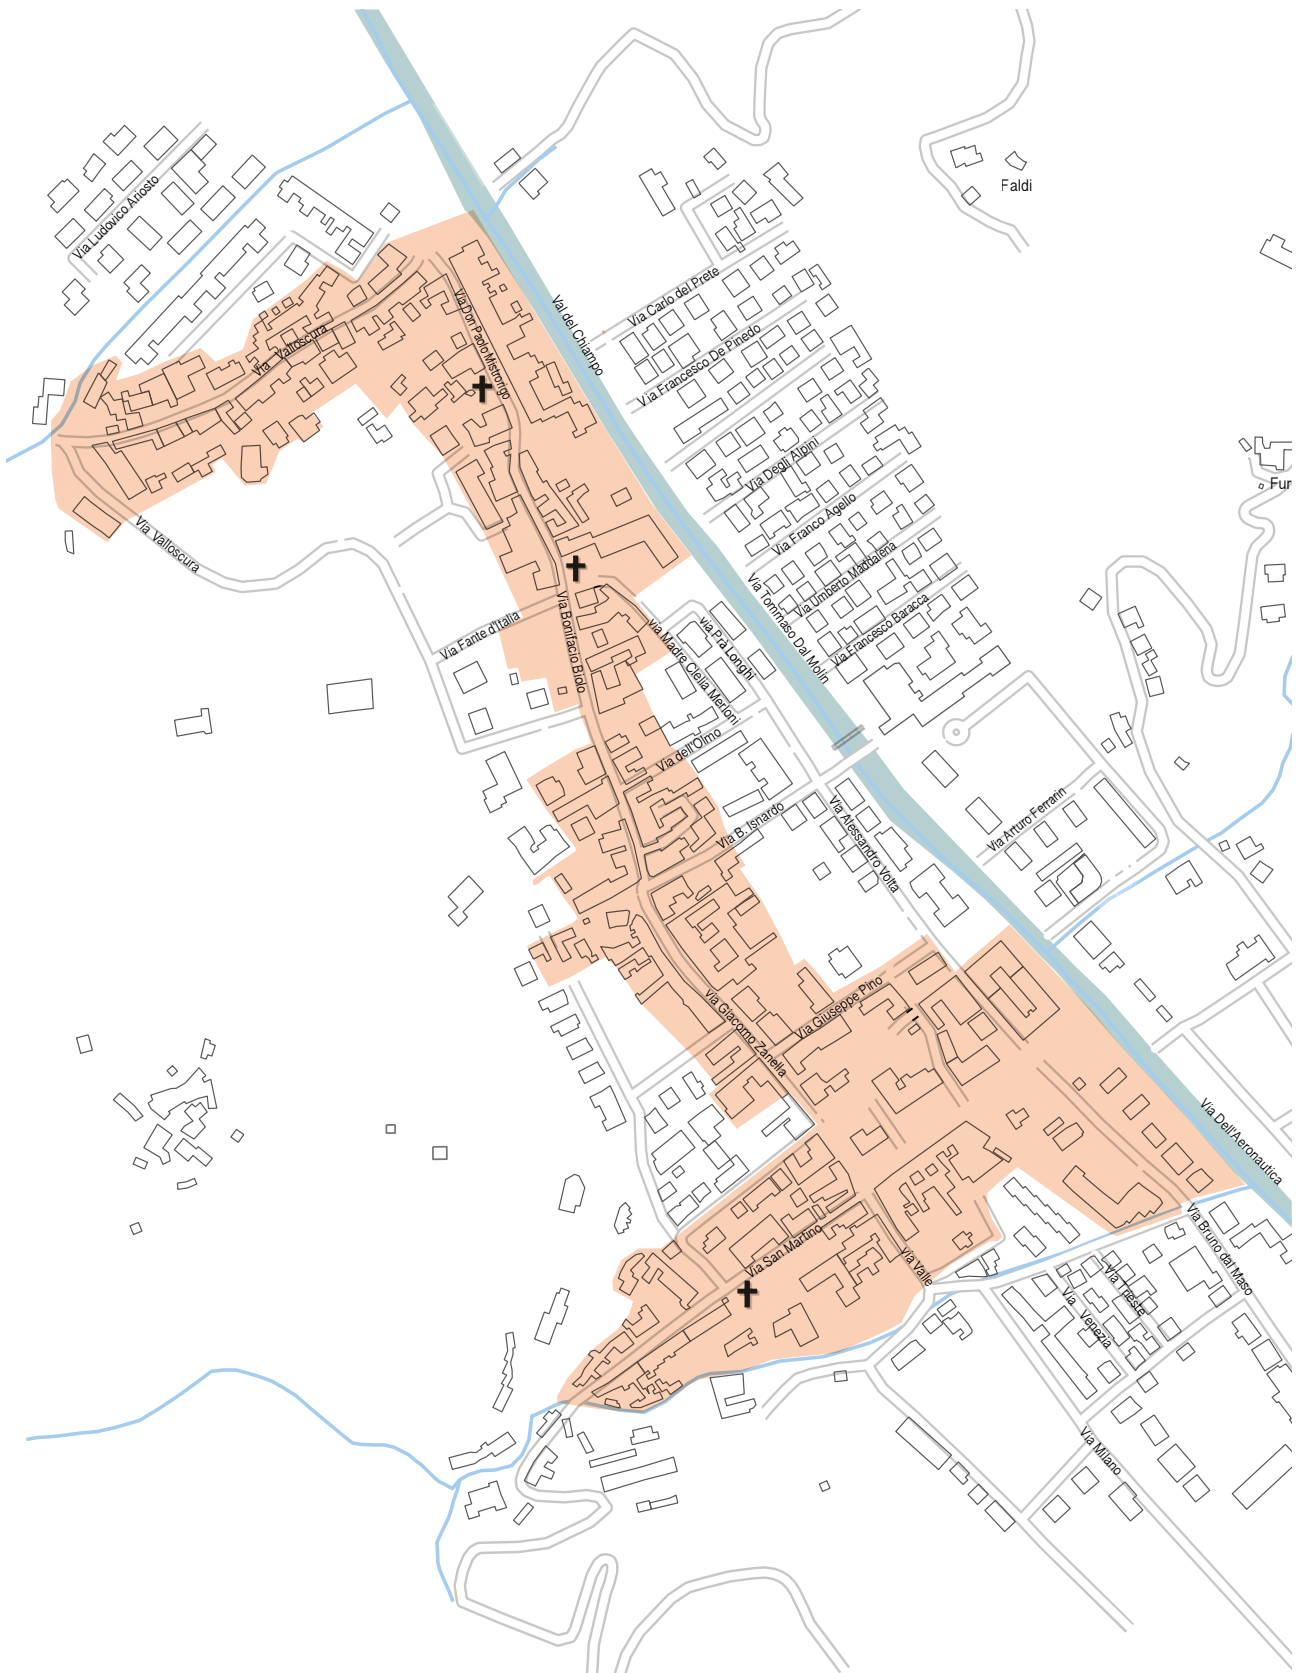 Faldi
Via Ludovico Ariosto
Via Carlo del Prete
Val del Chiampo
Via Don Paolo Mistrorigo
Via Valloscura
Via Francesco De Pinedo
Via Degli Alpini
Fur
Via Valloscura
Via Franco Agello
Via Umberto Maddalena
Via Tommaso Dal Molin
Via Francesco Baracca
Via Fante d'Italia
Via Bonifacio Biolo
via Madre Clelia Merloni
via Pra Longhi
Via dell'Olmo
Via B. Isnardo
Via Alessandro Volta
Via Arturo Ferrarin
Via Giuseppe Pino
via Giacomo Zanella
Via Dell'Aeronautica
Via San Martino
Via Valle
Via Bruno dal Maso
Via Trieste
Via Venezia
Via Milano